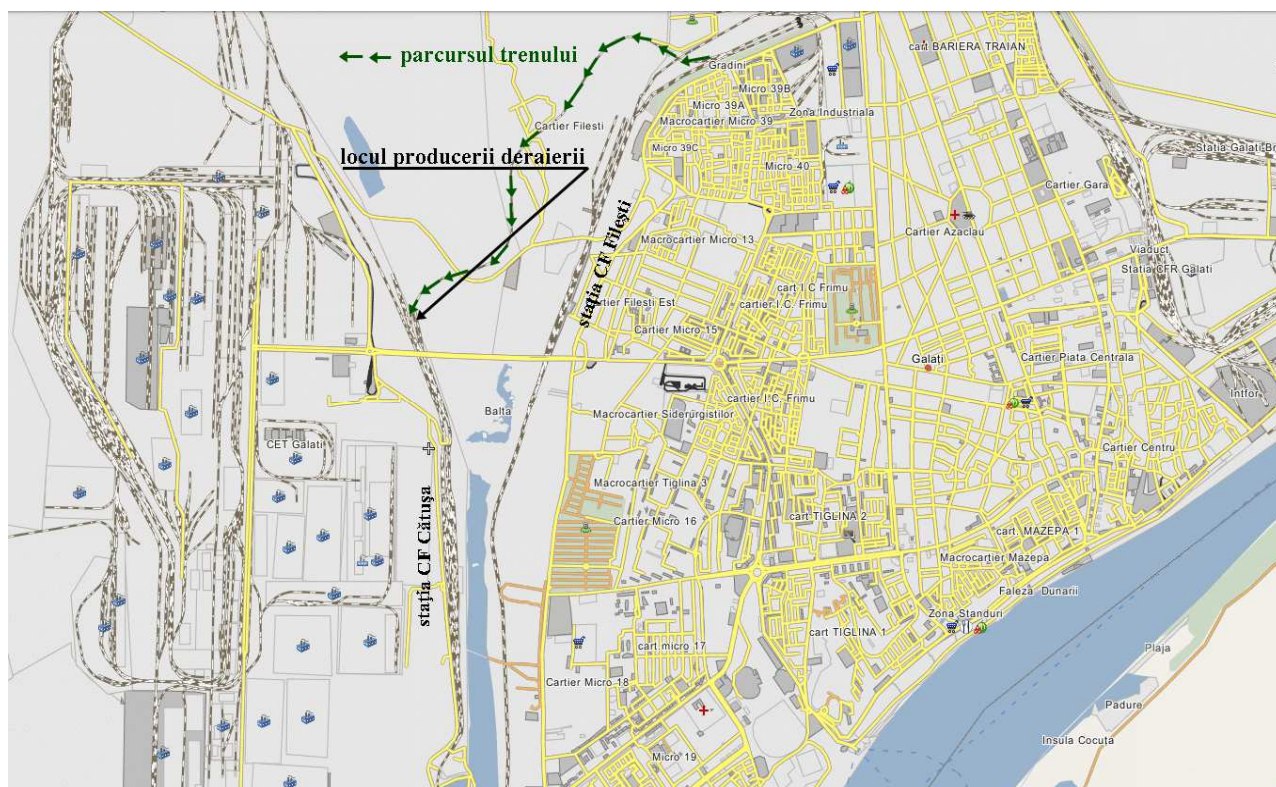 parcursul trenului
cart BARIERA TRAIAN
Gradini
Micro 39B
Micro 39A
Zona Industriala
Macrocartier Micro 39
Cartier Filesti
Micro 39C
Statia Galati-Br
locul producerii deraierii
Micro 40
Cartier Gara
Cartier Azaclau
Macrocartier Micro 13
Viaduct
Statia CFR Galati
stația CF Filești
cart I C Frimu
cartier I. C. Frimu
Cartier Filesti Est
Cartier Micro 15
Galați
Cartier Piata Centrala
Intfor
cartier I.C. Frimu
Balta
Macrocartier Siderurgistilor
CET Galati
Cartier Centru
Macrocartier Tiglina 3
Cartier Micro 16
cart TIGLINA 2
cart. MAZEPA 1
Macrocartier Mazepa
stația CF Cătușa
Faleza Dunarii
Zona Standuri
cart TIGLINA 1
cart micro 17
Plaja
Cartier Micro 18
Padure
Insula Cocuța
Micro 19